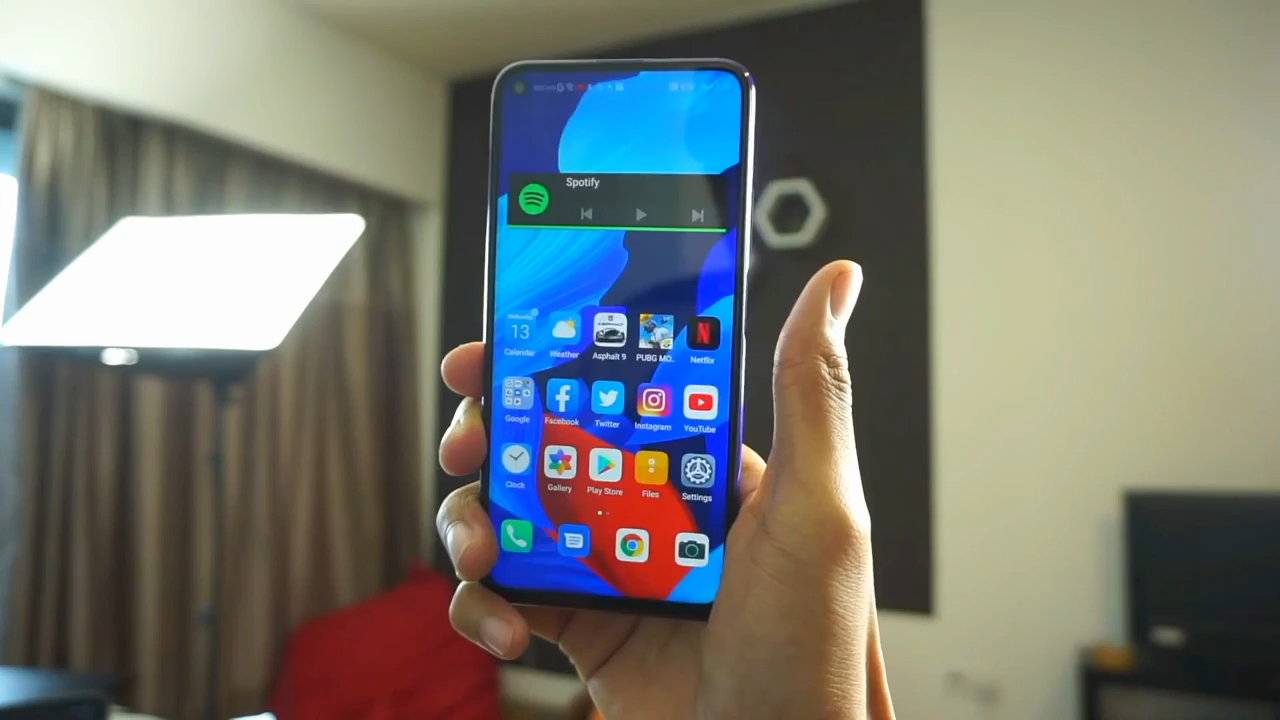 Spotify
Wednesday
13
Calendar
Weather
Asphalt 9
PUBG MO..
Netflix
Google
Facebook
Twitter
Instagram
YouTube
Clock
Gallery
Play Store
Files
Settings